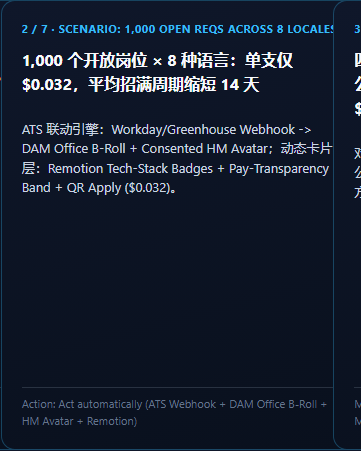 2 / 7 · SCENARIO: 1,000 OPEN REQS ACROSS 8 LOCALES
1,000 个开放岗位 × 8 种语言：单支仅
$0.032，平均招满周期缩短 14 天
ATS 联动引擎：Workday/Greenhouse Webhook ->
DAM Office B-Roll + Consented HM Avatar；动态卡片
层：Remotion Tech-Stack Badges + Pay-Transparency
Band + QR Apply ($0.032)。
Action: Act automatically (ATS Webhook + DAM Office B-Roll +
HM Avatar + Remotion)
3